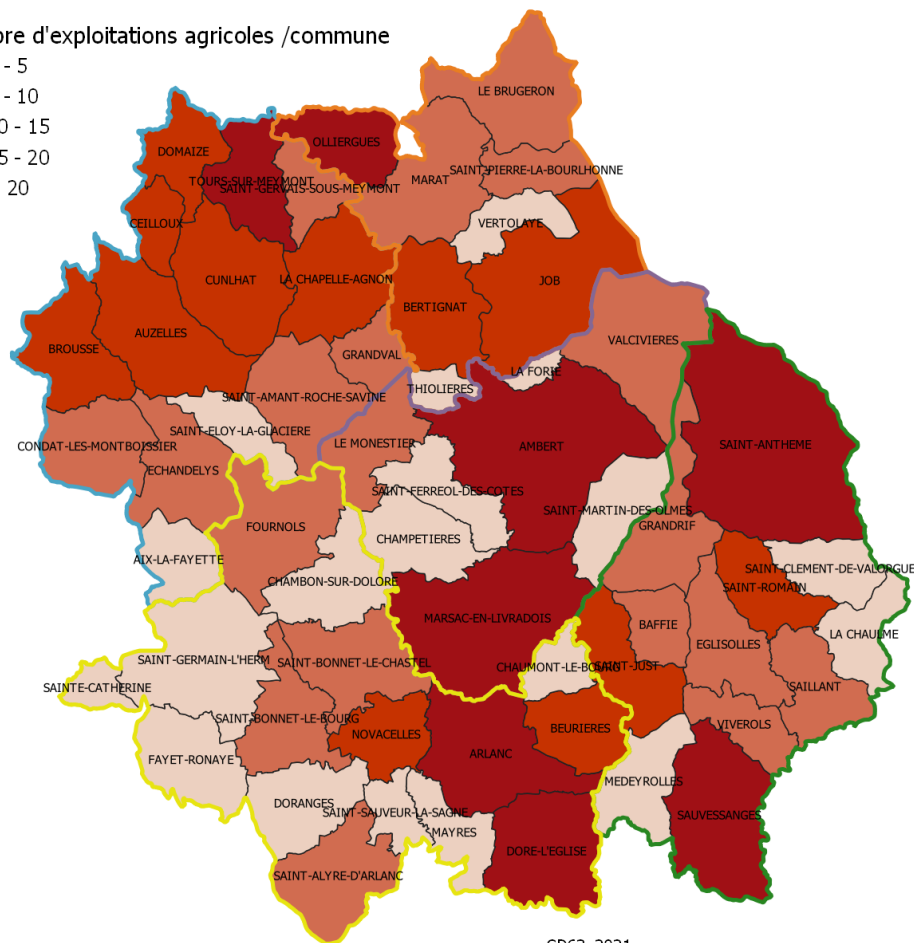 bre d'exploitations agricoles /commune
- 5
- 10
0 - 15
5 - 20
20
LE BRUGERON
OLLIERGUES
DOMAIZE
MARAT
SAINT-PIERRE-LA-BOURLHONNE
TOURS-SUR-MEYMONT
SAINT-GERVAIS-SOUS-MEYMONT
CEILLOUX
VERTOLAYE
CUNLHAT
LA CHAPELLE-AGNON
JOB
BERTIGNAT
AUZELLES
BROUSSE
VALCIVIERES
GRANDVAL
LA FORIE
THIOLIERES
SAINT-AMANT-ROCHE-SAVINE
SAINT-ELOY-LA-GLACIERE
CONDAT-LES-MONTBOISSIER
LE MONESTIER
AMBERT
SAINT-ANTHEME
ECHANDELYS
SAINT-FERREOL-DES-COTES
SAINT-MARTIN-DES-OLMES
FOURNOLS
GRANDRIF
CHAMPETIERES
AIX-LA-FAYETTE
SAINT-CLEMENT-DE-VALORGUE
CHAMBON-SUR-DOLORE
SAINT-ROMAIN
MARSAC-EN-LIVRADOIS
BAFFIE
LA CHAULME
EGLISOLLES
SAINT-GERMAIN-L'HERM
SAINT-BONNET-LE-CHASTEL
CHAUMONT-LE-BOURG
SAINT-JUST
SAINTE-CATHERINE
SAILLANT
SAINT-BONNET-LE-BOURG
VIVEROLS
NOVACELLES
BEURIERES
ARLANC
FAYET-RONAYE
MEDEYROLLES
DORANGES
SAINT-SAUVEUR-LA-SAGNE
SAUVESSANGES
MAYRES
DORE-L'EGLISE
SAINT-ALYRE-D'ARLANC